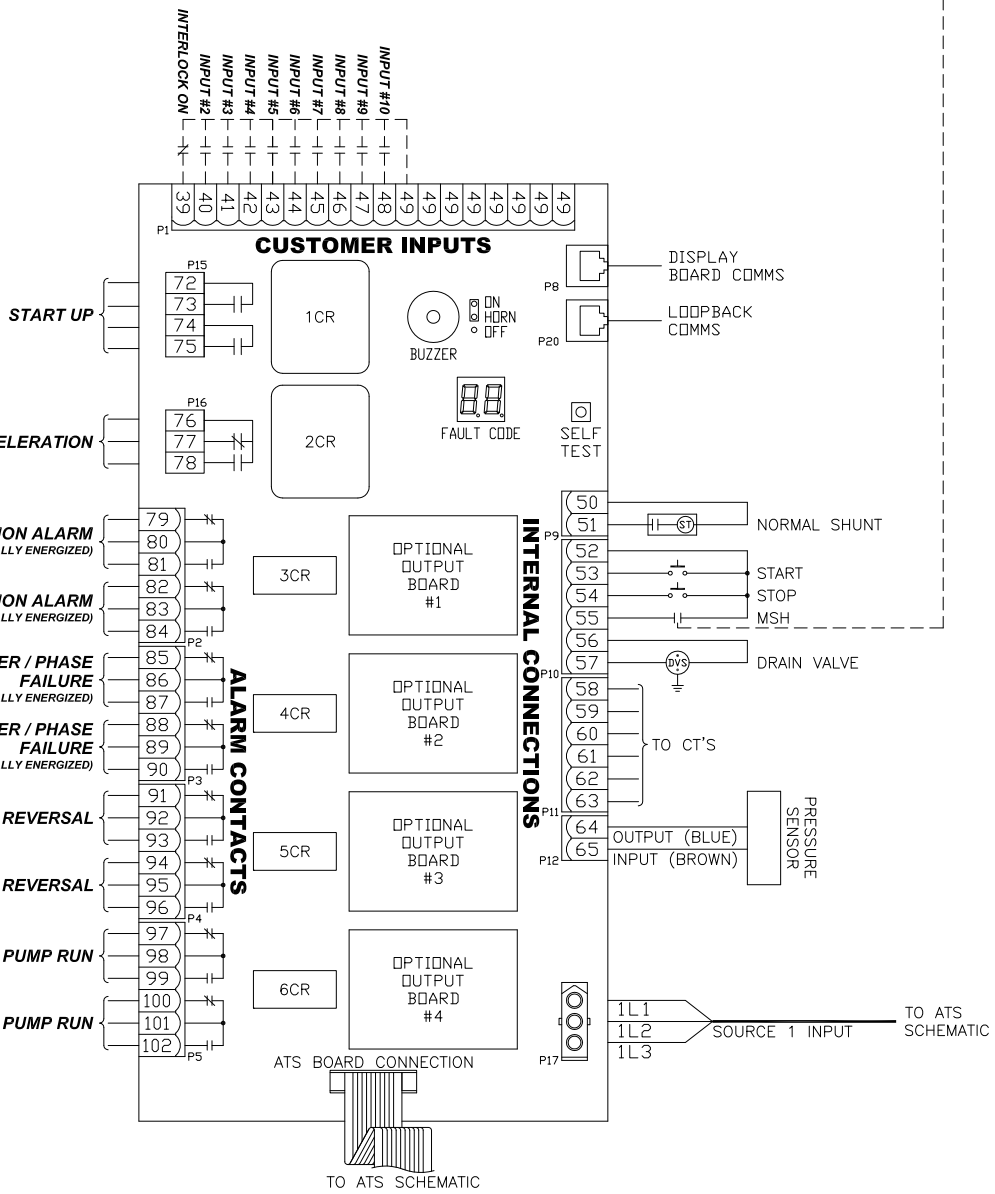 INTERLOCK ON
INPUT #2
INPUT #3
INPUT #4
INPUT #5
INPUT #6
INPUT #7
INPUT #8
INPUT #9
INPUT #10
39 40 41 42 43 44 45 46 47 48 49 49 49 49 49 49 49 49
P1
CUSTOMER INPUTS
P15
72
73
74
75
START UP
1CR
BUZZER
ON
HORN
OFF
P8
DISPLAY
BOARD COMMS
P20
LOOPBACK
COMMS
P16
76
77
78
ELERATION
2CR
FAULT CODE
SELF
TEST
79
80
81
82
83
84
P2
ION ALARM
LLY ENERGIZED)
ION ALARM
LLY ENERGIZED)
85
86
87
88
89
90
P3
ER / PHASE
FAILURE
LLY ENERGIZED)
ER / PHASE
FAILURE
LLY ENERGIZED)
91
92
93
94
95
96
P4
REVERSAL
REVERSAL
97
98
99
100
101
102
P5
PUMP RUN
PUMP RUN
ALARM CONTACTS
3CR
4CR
5CR
6CR
OPTIONAL
OUTPUT
BOARD
#1
OPTIONAL
OUTPUT
BOARD
#2
OPTIONAL
OUTPUT
BOARD
#3
OPTIONAL
OUTPUT
BOARD
#4
INTERNAL CONNECTIONS
50
51
P9
ST
NORMAL SHUNT
52
53
54
55
56
57
P10
START
STOP
MSH
DVS
DRAIN VALVE
58
59
60
61
62
63
P11
TO CT'S
64
65
P12
OUTPUT (BLUE)
INPUT (BROWN)
PRESSURE
SENSOR
P17
1L1
1L2
1L3
SOURCE 1 INPUT
TO ATS
SCHEMATIC
ATS BOARD CONNECTION
TO ATS SCHEMATIC